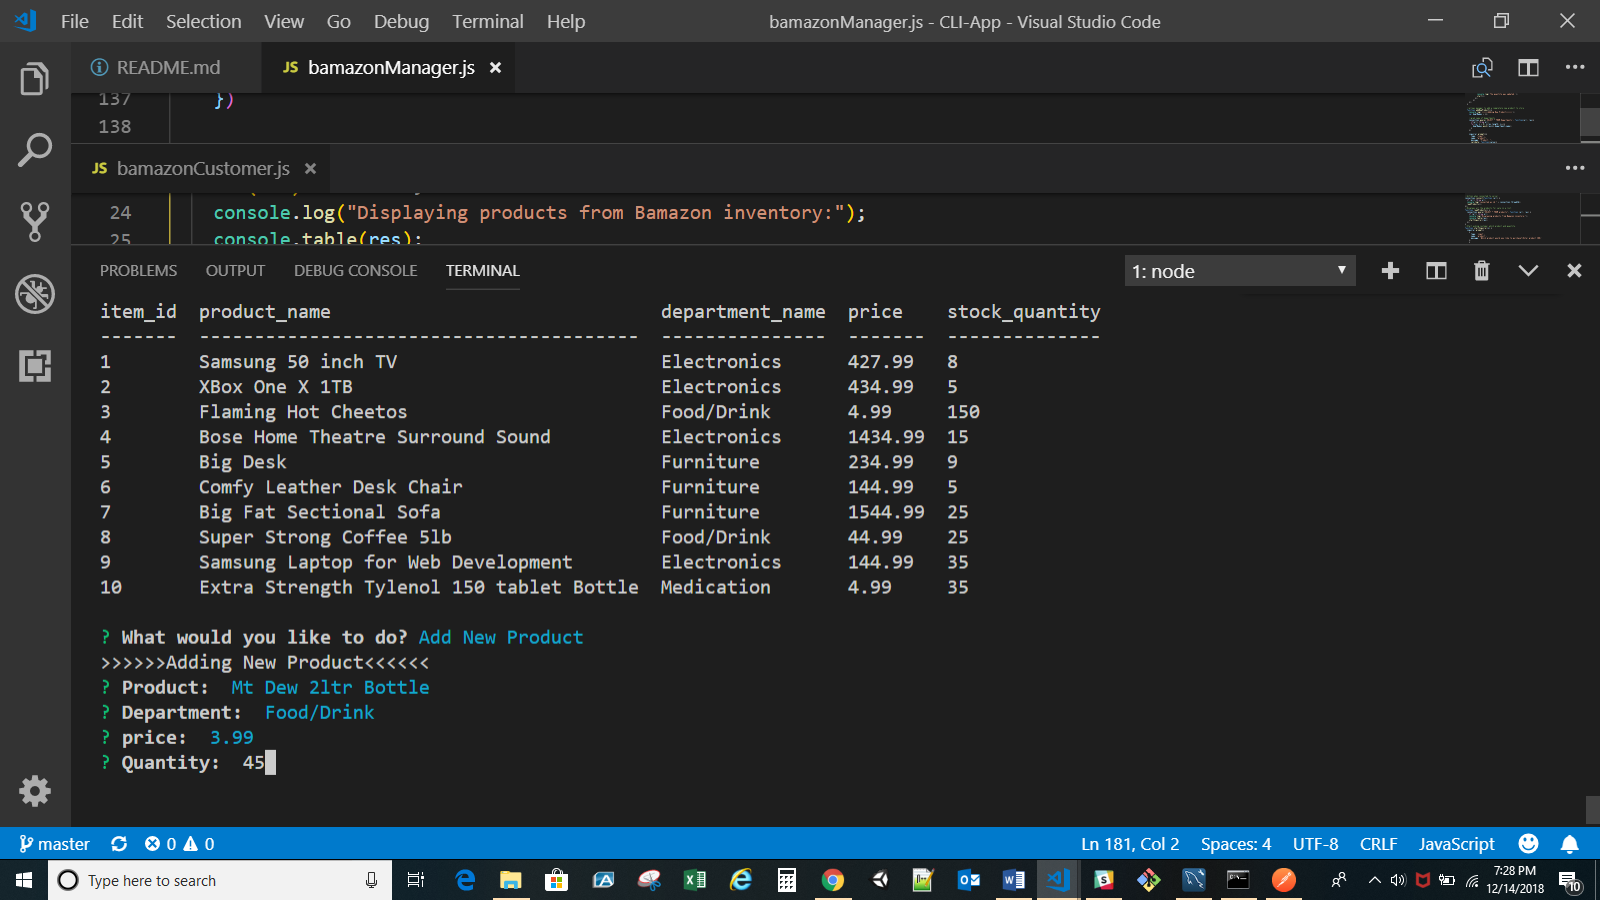 File Edit Selection View Go Debug Terminal Help bamazonManager.js - CLI-App - Visual Studio Code
README.md JS bamazonManager.js ×
137 })
138
JS bamazonCustomer.js ×
24 console.log("Displaying products from Bamazon inventory:");
25 console.table(res);
PROBLEMS OUTPUT DEBUG CONSOLE TERMINAL 1: node
item_id product_name department_name price stock_quantity
------- ---------------------------------------- --------------- ------- --------------
1 Samsung 50 inch TV Electronics 427.99 8
2 XBox One X 1TB Electronics 434.99 5
3 Flaming Hot Cheetos Food/Drink 4.99 150
4 Bose Home Theatre Surround Sound Electronics 1434.99 15
5 Big Desk Furniture 234.99 9
6 Comfy Leather Desk Chair Furniture 144.99 5
7 Big Fat Sectional Sofa Furniture 1544.99 25
8 Super Strong Coffee 5lb Food/Drink 44.99 25
9 Samsung Laptop for Web Development Electronics 144.99 35
10 Extra Strength Tylenol 150 tablet Bottle Medication 4.99 35
? What would you like to do? Add New Product
>>>>>>Adding New Product<<<<<<
? Product: Mt Dew 2ltr Bottle
? Department: Food/Drink
? price: 3.99
? Quantity: 45
master 0 0 Ln 181, Col 2 Spaces: 4 UTF-8 CRLF JavaScript
Type here to search
7:28 PM
12/14/2018
10